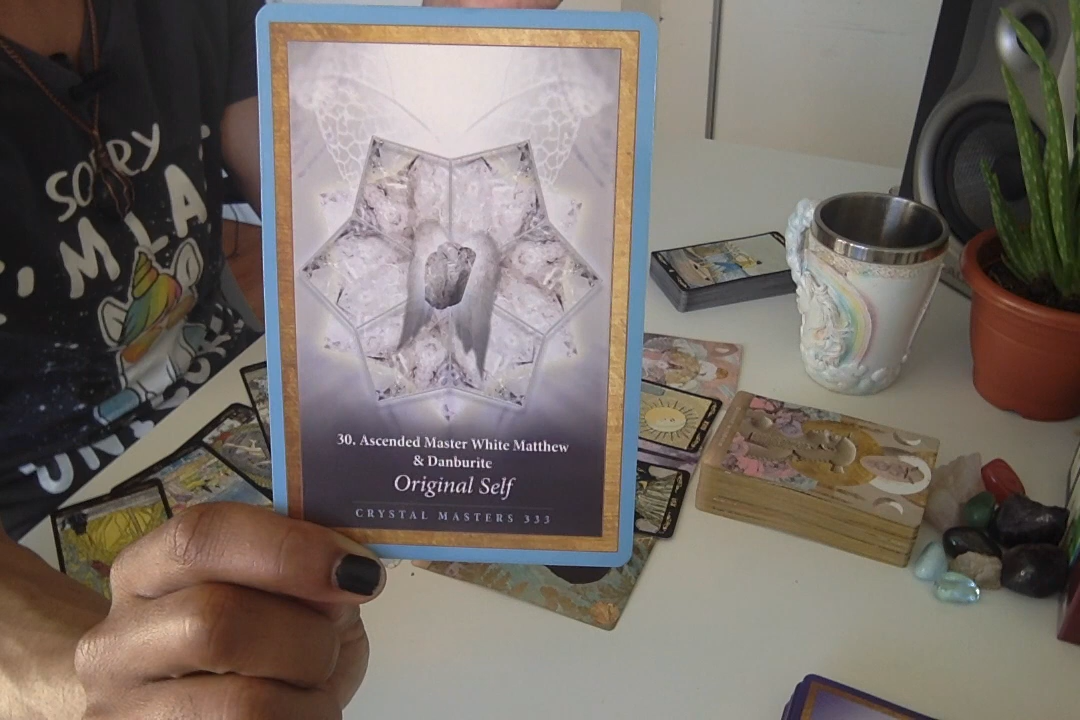 30. Ascended Master White Matthew
& Danburite
Original Self
CRYSTAL MASTERS 333
SORRY